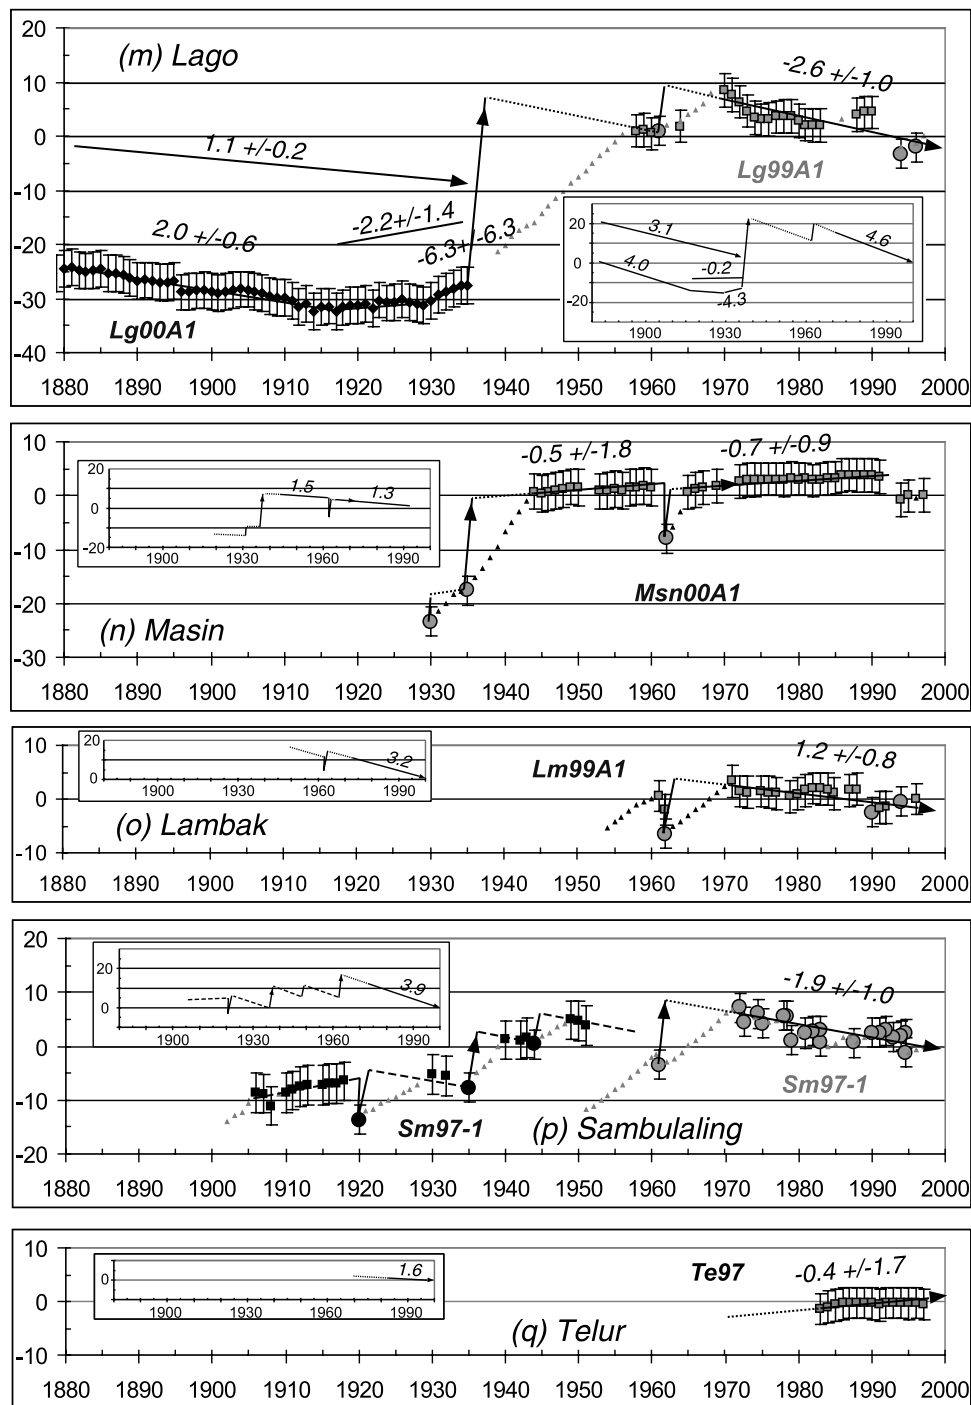 (m) Lago
20
10
0
-10
-20
-30
-40
1.1 +/-0.2
2.0 +/-0.6
-2.2+/-1.4
-6.3+/-6.3
-2.6 +/-1.0
Lg99A1
Lg00A1
20
0
-20
3.1
4.0
-0.2
-4.3
4.6
1900 1930 1960 1990
1880 1890 1900 1910 1920 1930 1940 1950 1960 1970 1980 1990 2000
10
0
-10
-20
-30
20
0
-20
1.5
1.3
1900 1930 1960 1990
-0.5 +/-1.8
-0.7 +/-0.9
Msn00A1
(n) Masin
1880 1890 1900 1910 1920 1930 1940 1950 1960 1970 1980 1990 2000
10
0
-10
20
0
3.2
1900 1930 1960 1990
Lm99A1
1.2 +/-0.8
(o) Lambak
1880 1890 1900 1910 1920 1930 1940 1950 1960 1970 1980 1990 2000
20
10
0
-10
-20
20
0
3.9
1900 1930 1960 1990
-1.9 +/-1.0
Sm97-1
Sm97-1
(p) Sambulaling
1880 1890 1900 1910 1920 1930 1940 1950 1960 1970 1980 1990 2000
10
0
-10
0
1.6
1900 1930 1960 1990
Te97
-0.4 +/-1.7
(q) Telur
1880 1890 1900 1910 1920 1930 1940 1950 1960 1970 1980 1990 2000